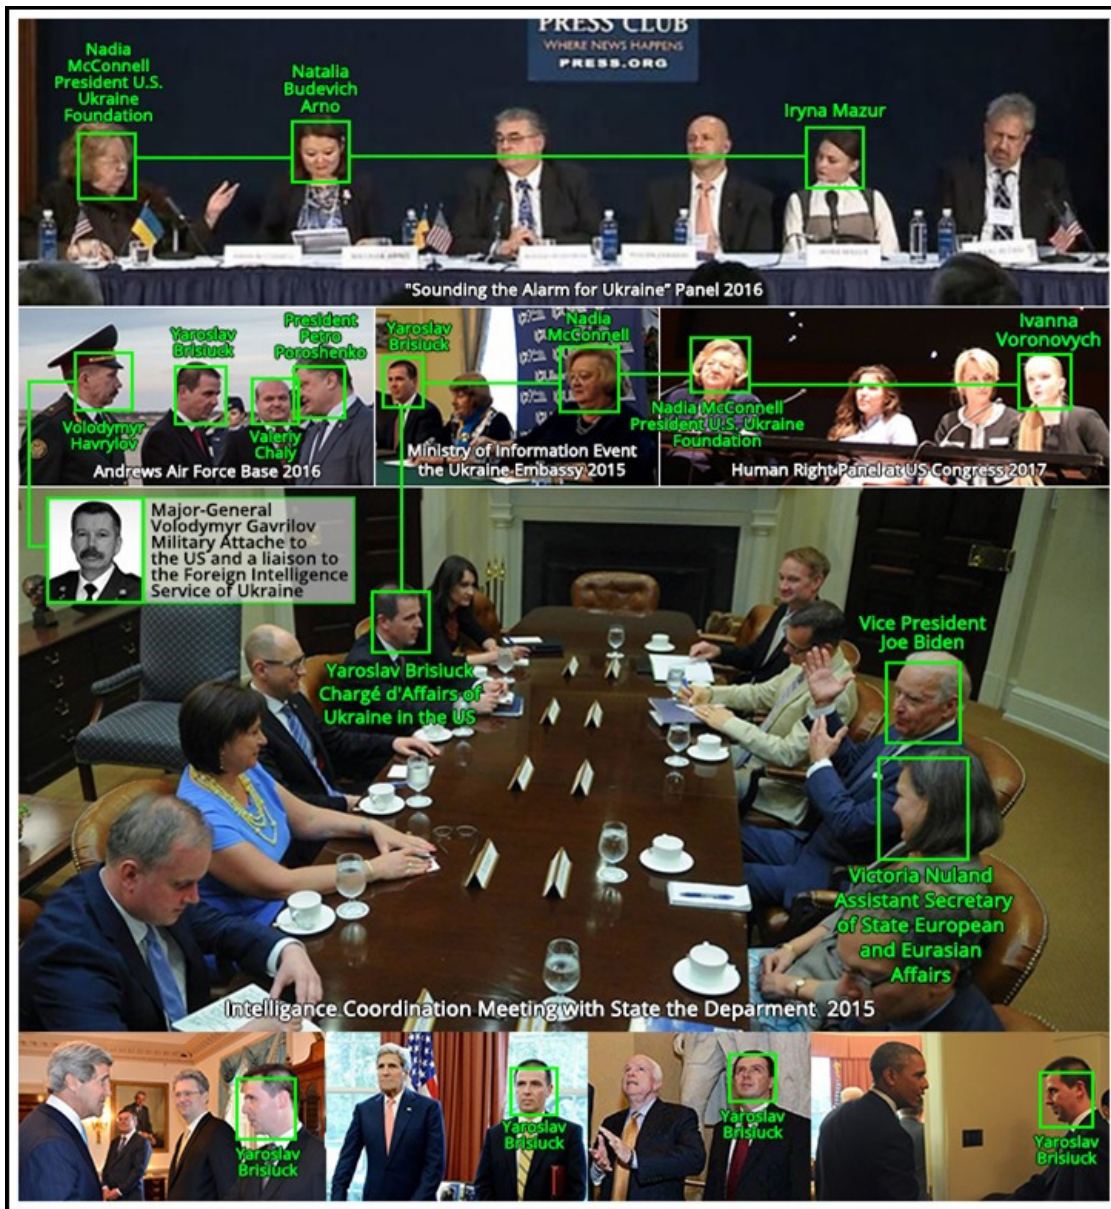 PRESS CLUB
WHERE NEWS HAPPENS
PRESS.ORG
Nadia
McConnell
President U.S.
Ukraine
Foundation
Natalia
Budevich
Arno
Iryna Mazur
"Sounding the Alarm for Ukraine" Panel 2016
Yaroslav
Brisiuck
President
Petro
Poroshenko
Volodymyr
Havrylov
Valeriy
Chaly
Andrews Air Force Base 2016
Yaroslav
Brisiuck
Nadia
McConnell
Ministry of Information Event
the Ukraine Embassy 2015
Ivanna
Voronovych
Nadia McConnell
President U.S. Ukraine
Foundation
Human Right Panel at US Congress 2017
Major-General
Volodymyr Gavrilov
Military Attache to
the US and a liaison to
the Foreign Intelligence
Service of Ukraine
Yaroslav Brisiuck
Chargé d'Affairs of
Ukraine in the US
Vice President
Joe Biden
Victoria Nuland
Assistant Secretary
of State European
and Eurasian
Affairs
Intelligance Coordination Meeting with State the Deparment 2015
Yaroslav
Brisiuck
Yaroslav
Brisiuck
Yaroslav
Brisiuck
Yaroslav
Brisiuck